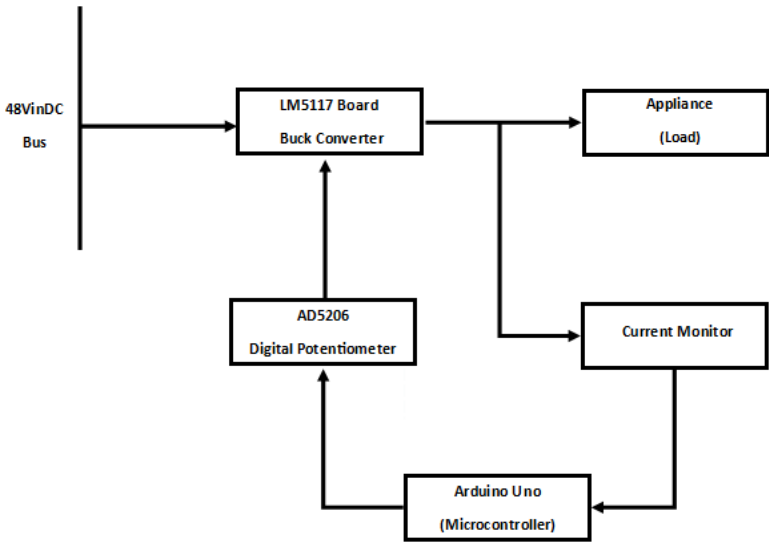 48VinDC
Bus
LM5117 Board
Buck Converter
Appliance
(Load)
AD5206
Digital Potentiometer
Current Monitor
Arduino Uno
(Microcontroller)